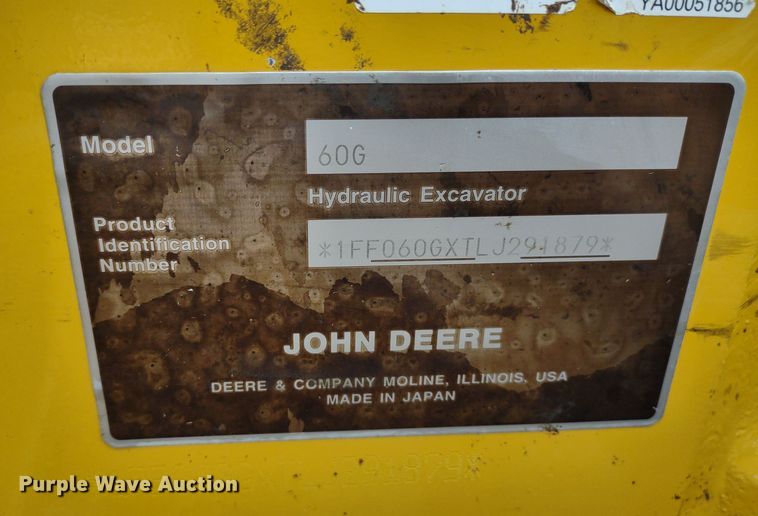 YA00051856
Model
60G
Hydraulic Excavator
Product
Identification
Number
*1FF060GXTLJ291879*
JOHN DEERE
DEERE & COMPANY MOLINE, ILLINOIS, USA
MADE IN JAPAN
291879*
Purple Wave Auction